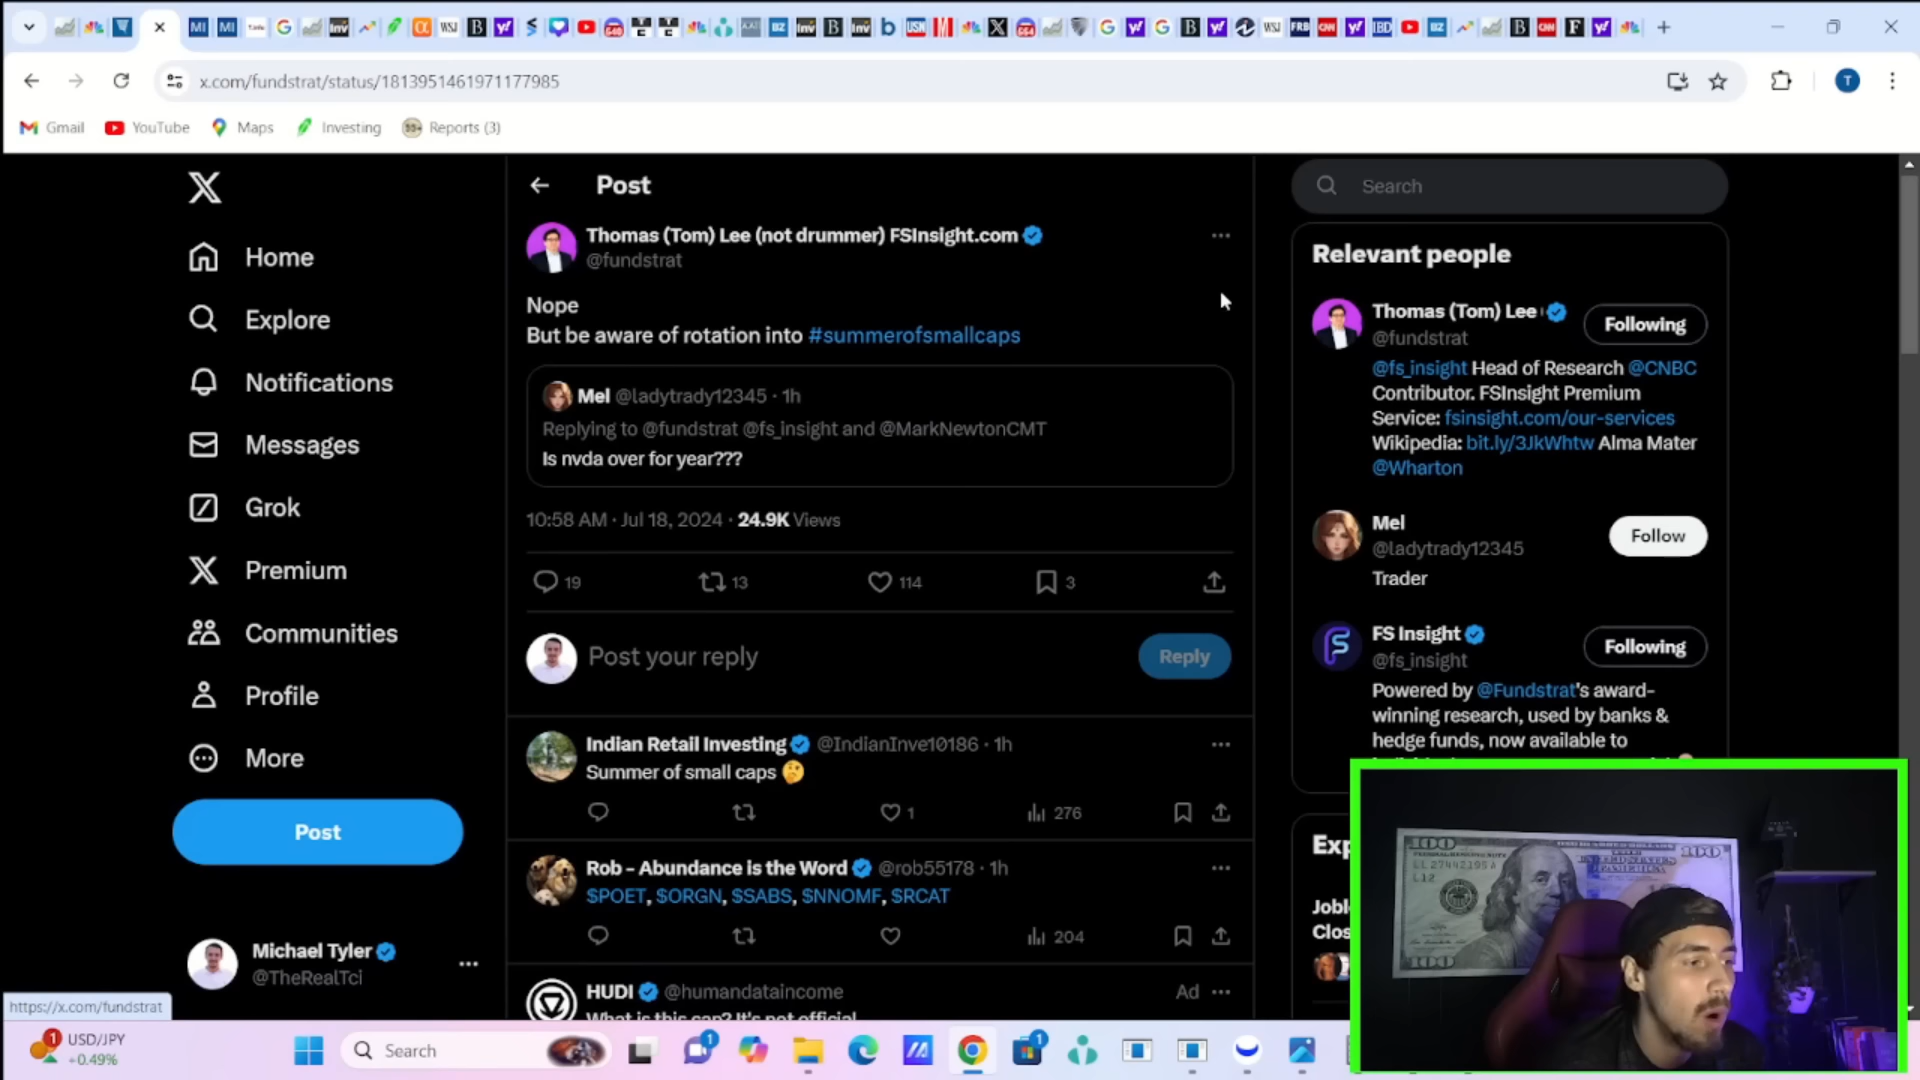 x.com/fundstrat/status/1813951461971177985
Gmail
YouTube
Maps
Investing
Reports (3)
Home
Explore
Notifications
Messages
Grok
Premium
Communities
Profile
More
Post
Michael Tyler
@TheRealTci
https://x.com/fundstrat
Post
Thomas (Tom) Lee (not drummer) FSInsight.com
@fundstrat
Nope
But be aware of rotation into #summerofsmallcaps
Mel @ladytrady12345 · 1h
Replying to @fundstrat @fs_insight and @MarkNewtonCMT
Is nvda over for year???
10:58 AM · Jul 18, 2024 · 24.9K Views
19 13 114 3
Post your reply
Reply
Indian Retail Investing @IndianInve10186 · 1h
Summer of small caps
1 276
Rob – Abundance is the Word @rob55178 · 1h
$POET, $ORGN, $SABS, $NNOMF, $RCAT
204
HUDI @humandataincome Ad
What is this cap? It's not official
Search
Relevant people
Thomas (Tom) Lee
Following
@fundstrat
@fs_insight Head of Research @CNBC
Contributor. FSInsight Premium
Service: fsinsight.com/our-services
Wikipedia: bit.ly/3JkWhtw Alma Mater
@Wharton
Mel
@ladytrady12345
Follow
Trader
FS Insight
@fs_insight
Following
Powered by @Fundstrat's award-
winning research, used by banks &
hedge funds, now available to
USD/JPY
+0.49%
Search